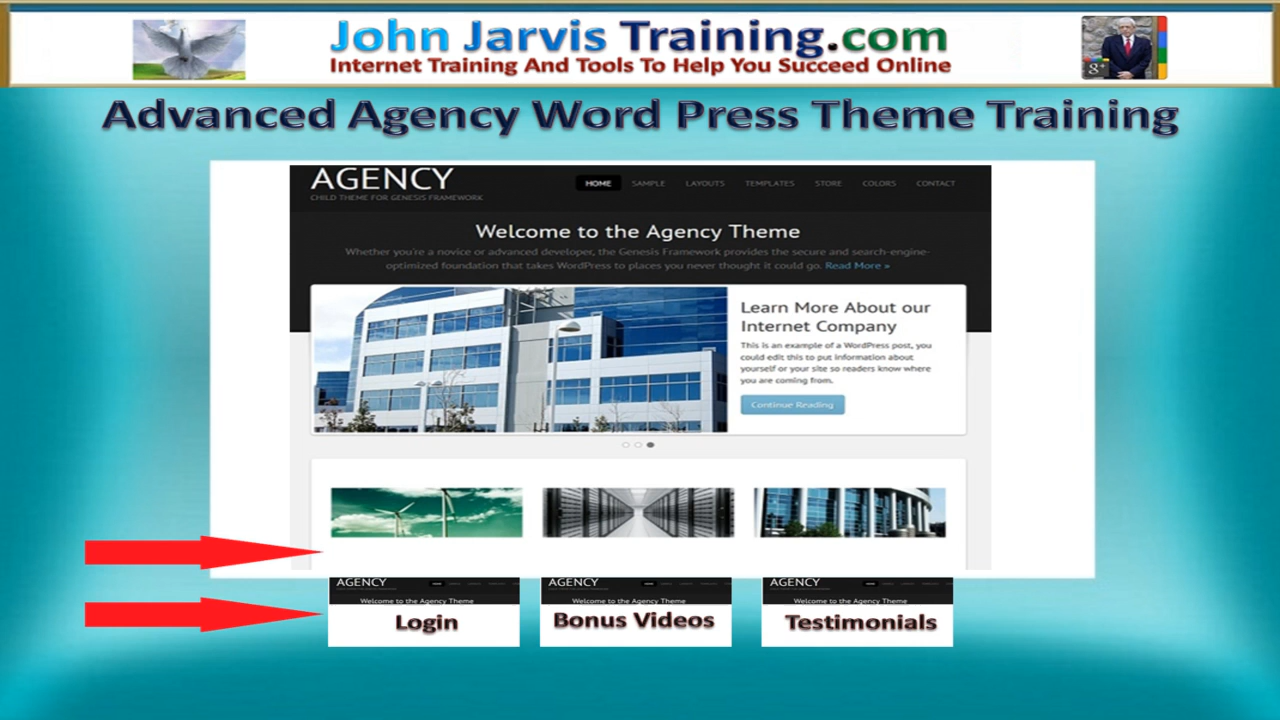 John Jarvis Training.com
Internet Training And Tools To Help You Succeed Online
g+
Advanced Agency Word Press Theme Training
AGENCY
CHILD THEME FOR GENESIS FRAMEWORK
HOME SAMPLE LAYOUTS TEMPLATES STORE COLORS CONTACT
Welcome to the Agency Theme
Whether you're a novice or advanced developer, the Genesis Framework provides the secure and search-engine-
optimized foundation that takes WordPress to places you never thought it could go. Read More »
Learn More About our
Internet Company
This is an example of a WordPress post, you
could edit this to put information about
yourself or your site so readers know where
you are coming from.
Continue Reading
AGENCY
Welcome to the Agency Theme
Login
AGENCY
Welcome to the Agency Theme
Bonus Videos
AGENCY
Welcome to the Agency Theme
Testimonials